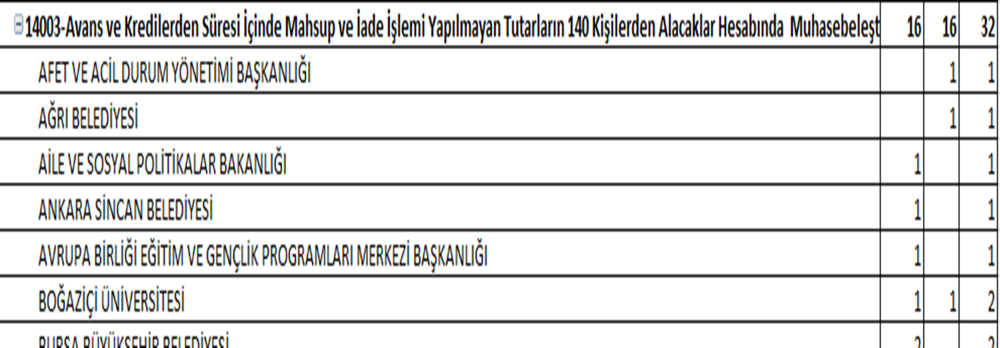 14003-Avans ve Kredilerden Süresi İçinde Mahsup ve İade İşlemi Yapılmayan Tutarların 140 Kişilerden Alacaklar Hesabında Muhasebeleşt 16 16 32
AFET VE ACİL DURUM YÖNETİMİ BAŞKANLIĞI 1 1
AĞRI BELEDİYESİ 1 1
AİLE VE SOSYAL POLİTİKALAR BAKANLIĞI 1 1
ANKARA SİNCAN BELEDİYESİ 1 1
AVRUPA BİRLİĞİ EĞİTİM VE GENÇLİK PROGRAMLARI MERKEZİ BAŞKANLIĞI 1 1
BOĞAZİÇİ ÜNİVERSİTESİ 1 1 2
BURSA BÜYÜKŞEHİR BELEDİYESİ 2 2